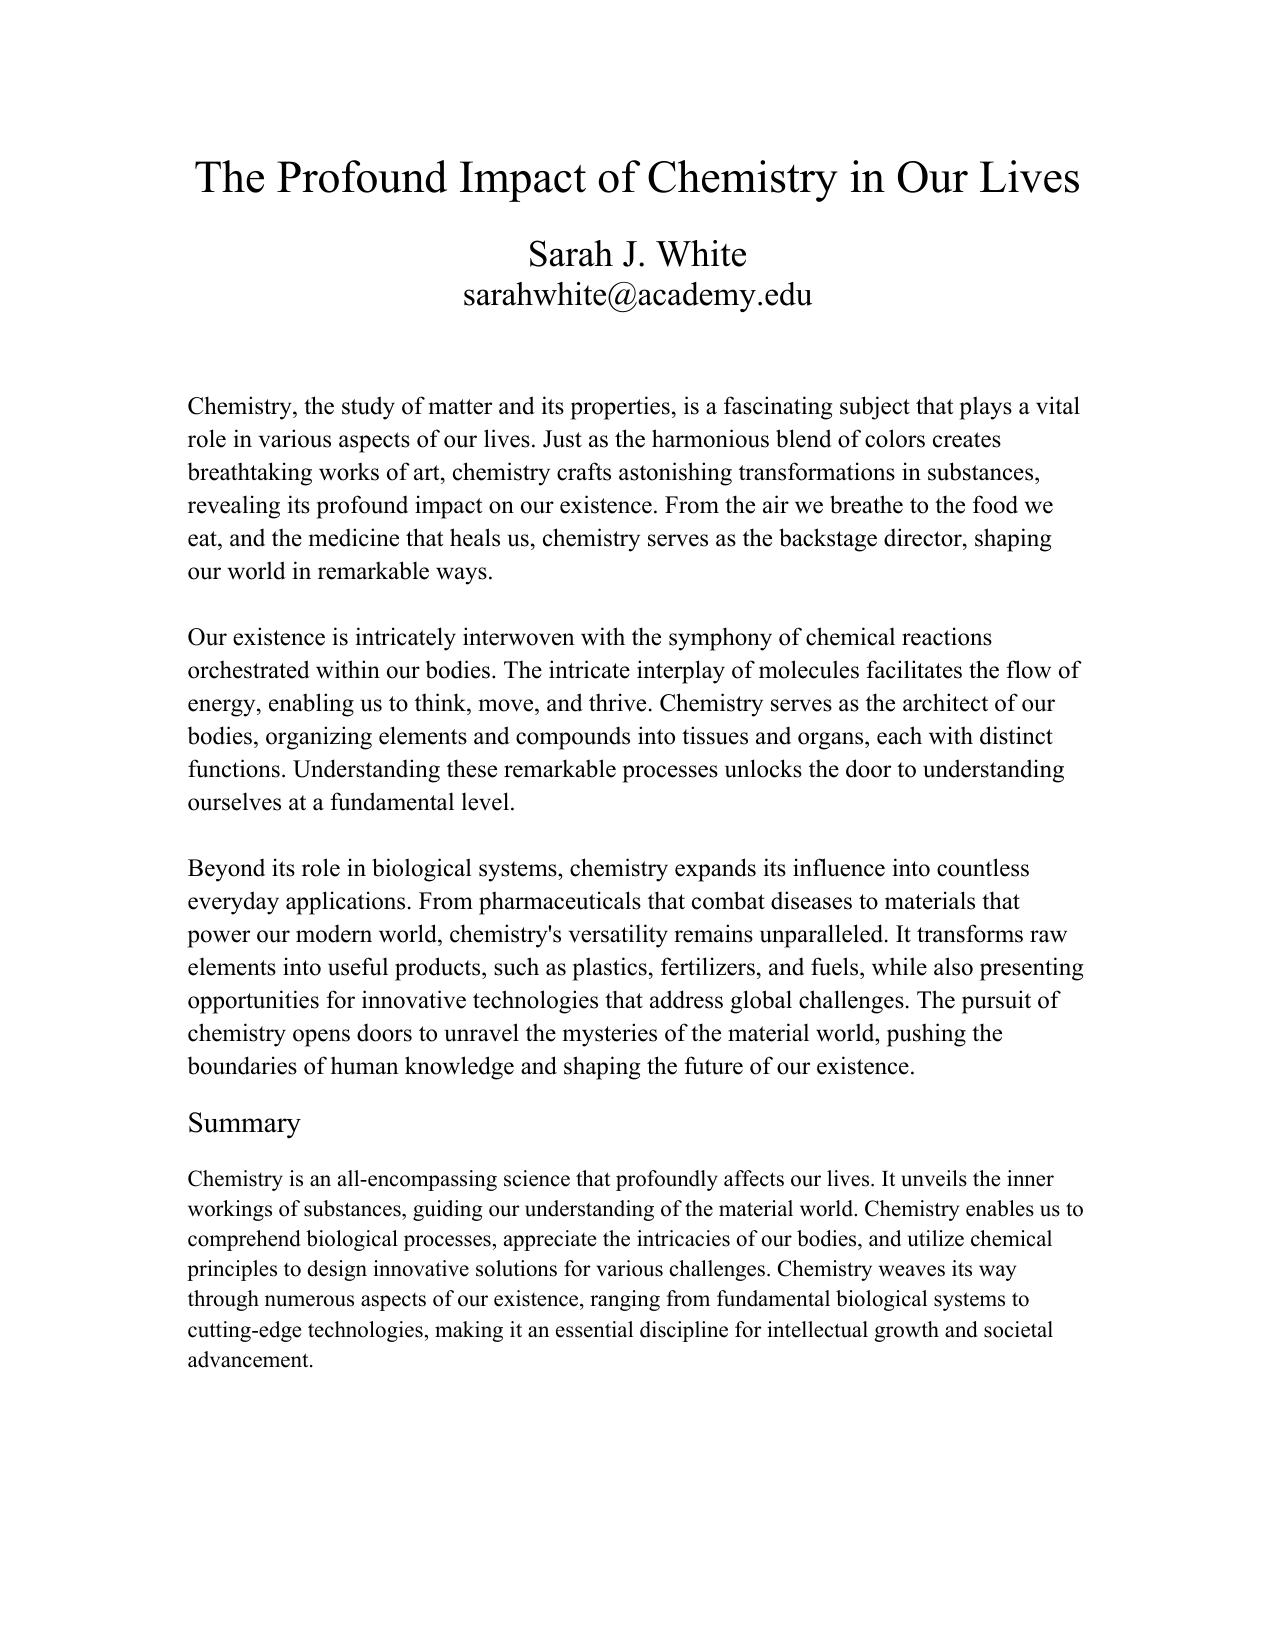 The Profound Impact of Chemistry in Our Lives
Sarah J. White
sarahwhite@academy.edu
Chemistry, the study of matter and its properties, is a fascinating subject that plays a vital
role in various aspects of our lives. Just as the harmonious blend of colors creates
breathtaking works of art, chemistry crafts astonishing transformations in substances,
revealing its profound impact on our existence. From the air we breathe to the food we
eat, and the medicine that heals us, chemistry serves as the backstage director, shaping
our world in remarkable ways.
Our existence is intricately interwoven with the symphony of chemical reactions
orchestrated within our bodies. The intricate interplay of molecules facilitates the flow of
energy, enabling us to think, move, and thrive. Chemistry serves as the architect of our
bodies, organizing elements and compounds into tissues and organs, each with distinct
functions. Understanding these remarkable processes unlocks the door to understanding
ourselves at a fundamental level.
Beyond its role in biological systems, chemistry expands its influence into countless
everyday applications. From pharmaceuticals that combat diseases to materials that
power our modern world, chemistry's versatility remains unparalleled. It transforms raw
elements into useful products, such as plastics, fertilizers, and fuels, while also presenting
opportunities for innovative technologies that address global challenges. The pursuit of
chemistry opens doors to unravel the mysteries of the material world, pushing the
boundaries of human knowledge and shaping the future of our existence.
Summary
Chemistry is an all-encompassing science that profoundly affects our lives. It unveils the inner
workings of substances, guiding our understanding of the material world. Chemistry enables us to
comprehend biological processes, appreciate the intricacies of our bodies, and utilize chemical
principles to design innovative solutions for various challenges. Chemistry weaves its way
through numerous aspects of our existence, ranging from fundamental biological systems to
cutting-edge technologies, making it an essential discipline for intellectual growth and societal
advancement.